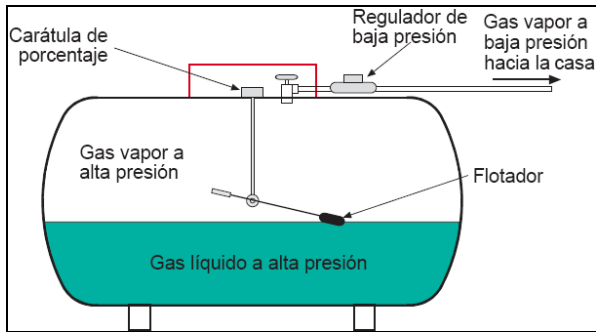 Carátula de
porcentaje
Regulador de
baja presión
Gas vapor a
baja presión
hacia la casa
Gas vapor a
alta presión
Flotador
Gas líquido a alta presión